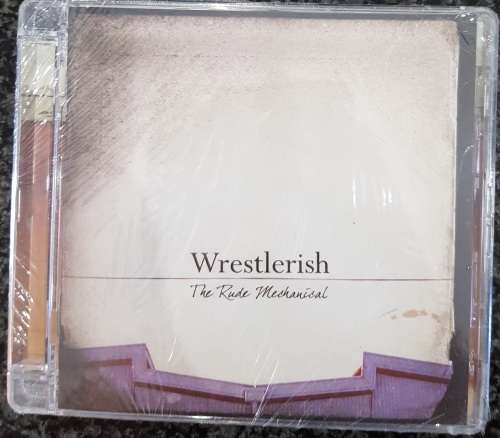 Wrestlerish
The Rude Mechanical